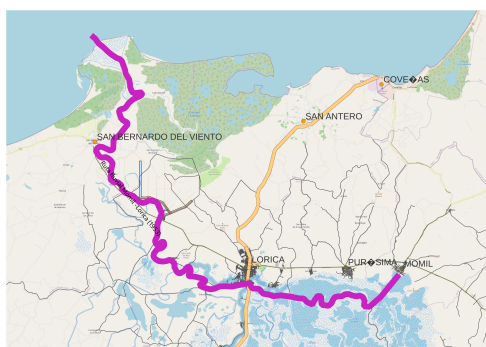 COVE�AS
SAN ANTERO
SAN BERNARDO DEL VIENTO
LORICA
PUR�SIMA
MOMIL